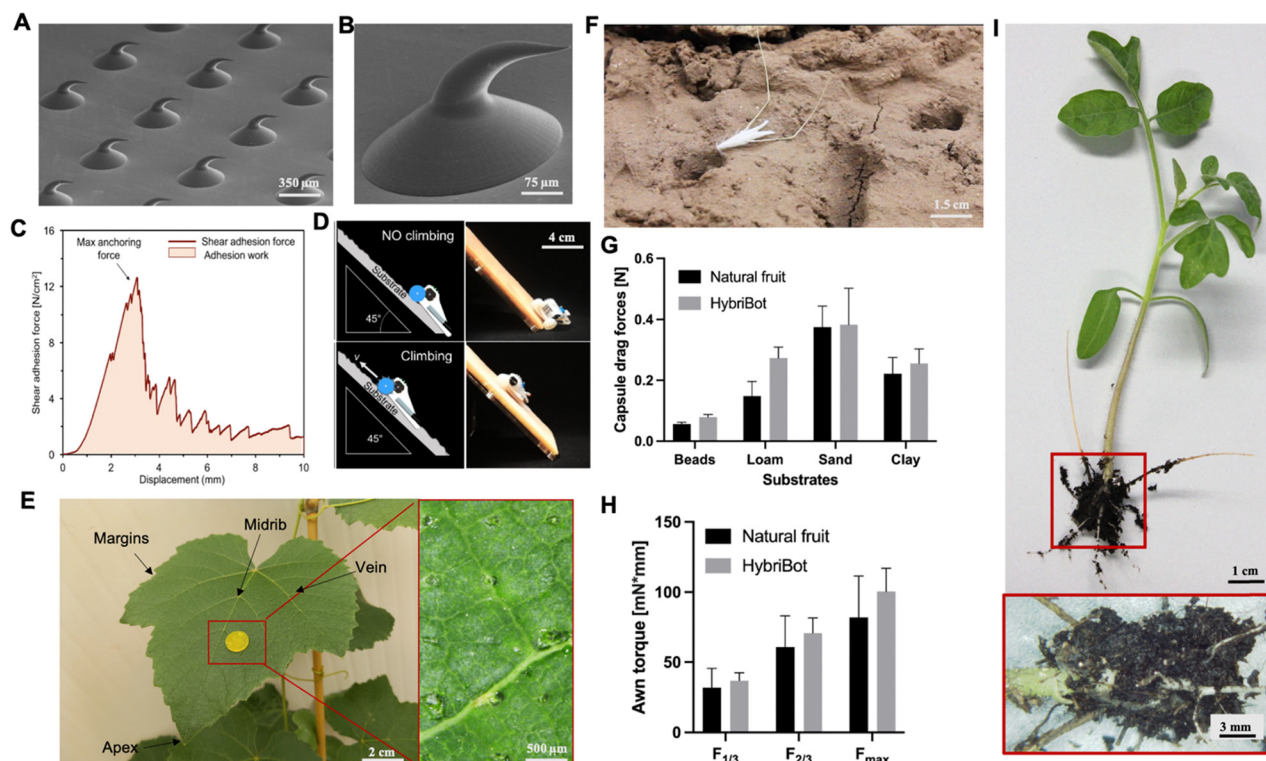 A
350 µm
B
75 µm
C
16
12
8
4
0
Shear adhesion force [N/cm²]
Max anchoring
force
Shear adhesion force
Adhesion work
0
2
4
6
8
10
Displacement (mm)
D
NO climbing
Substrate
45°
4 cm
Climbing
v
Substrate
45°
E
Margins
Midrib
Vein
Apex
2 cm
500 µm
F
1.5 cm
G
Capsule drag forces [N]
0.6
0.4
0.2
0.0
Natural fruit
HybriBot
Beads
Loam
Sand
Clay
Substrates
H
Awn torque [mN*mm]
150
100
50
0
Natural fruit
HybriBot
F1/3
F2/3
Fmax
I
1 cm
3 mm